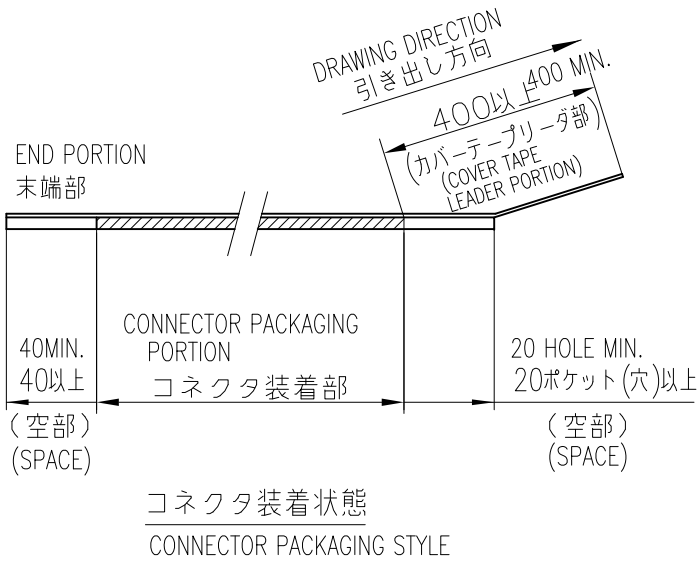 DRAWING DIRECTION
引き出し方向
400以上 400 MIN.
(カバーテープリーダ部)
(COVER TAPE
LEADER PORTION)
END PORTION
末端部
CONNECTOR PACKAGING
PORTION
コネクタ装着部
40MIN.
40以上
(空部)
(SPACE)
20 HOLE MIN.
20ポケット(穴)以上
(空部)
(SPACE)
コネクタ装着状態
CONNECTOR PACKAGING STYLE